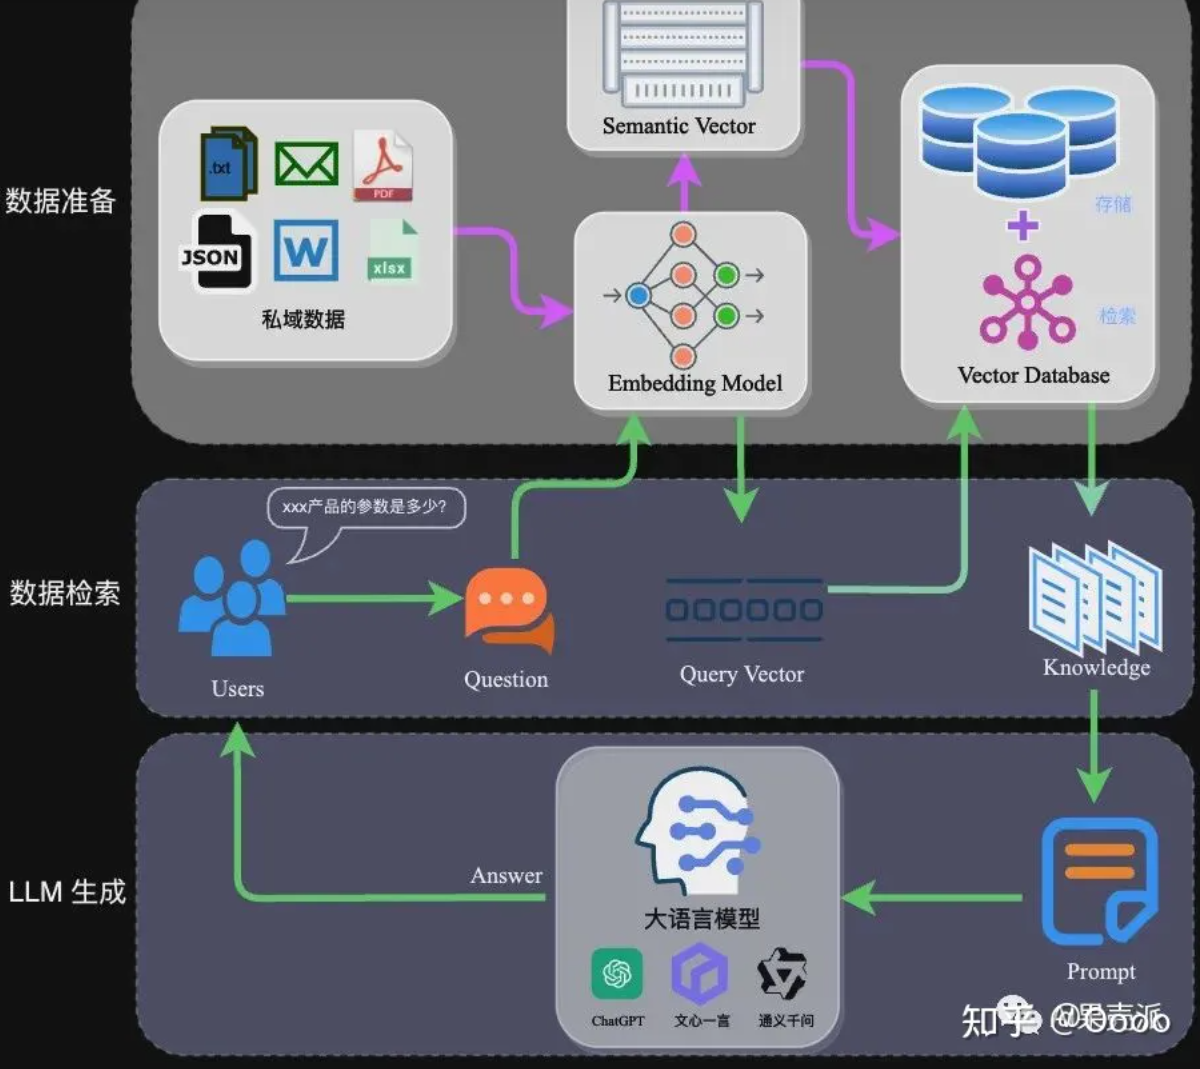 Semantic Vector
数据准备
.txt
PDF
JSON
W
xlsx
私域数据
Embedding Model
存储
+
检索
Vector Database
数据检索
xxx产品的参数是多少?
Users
Question
Query Vector
Knowledge
LLM 生成
Answer
大语言模型
ChatGPT
文心一言
通义千问
Prompt
知乎